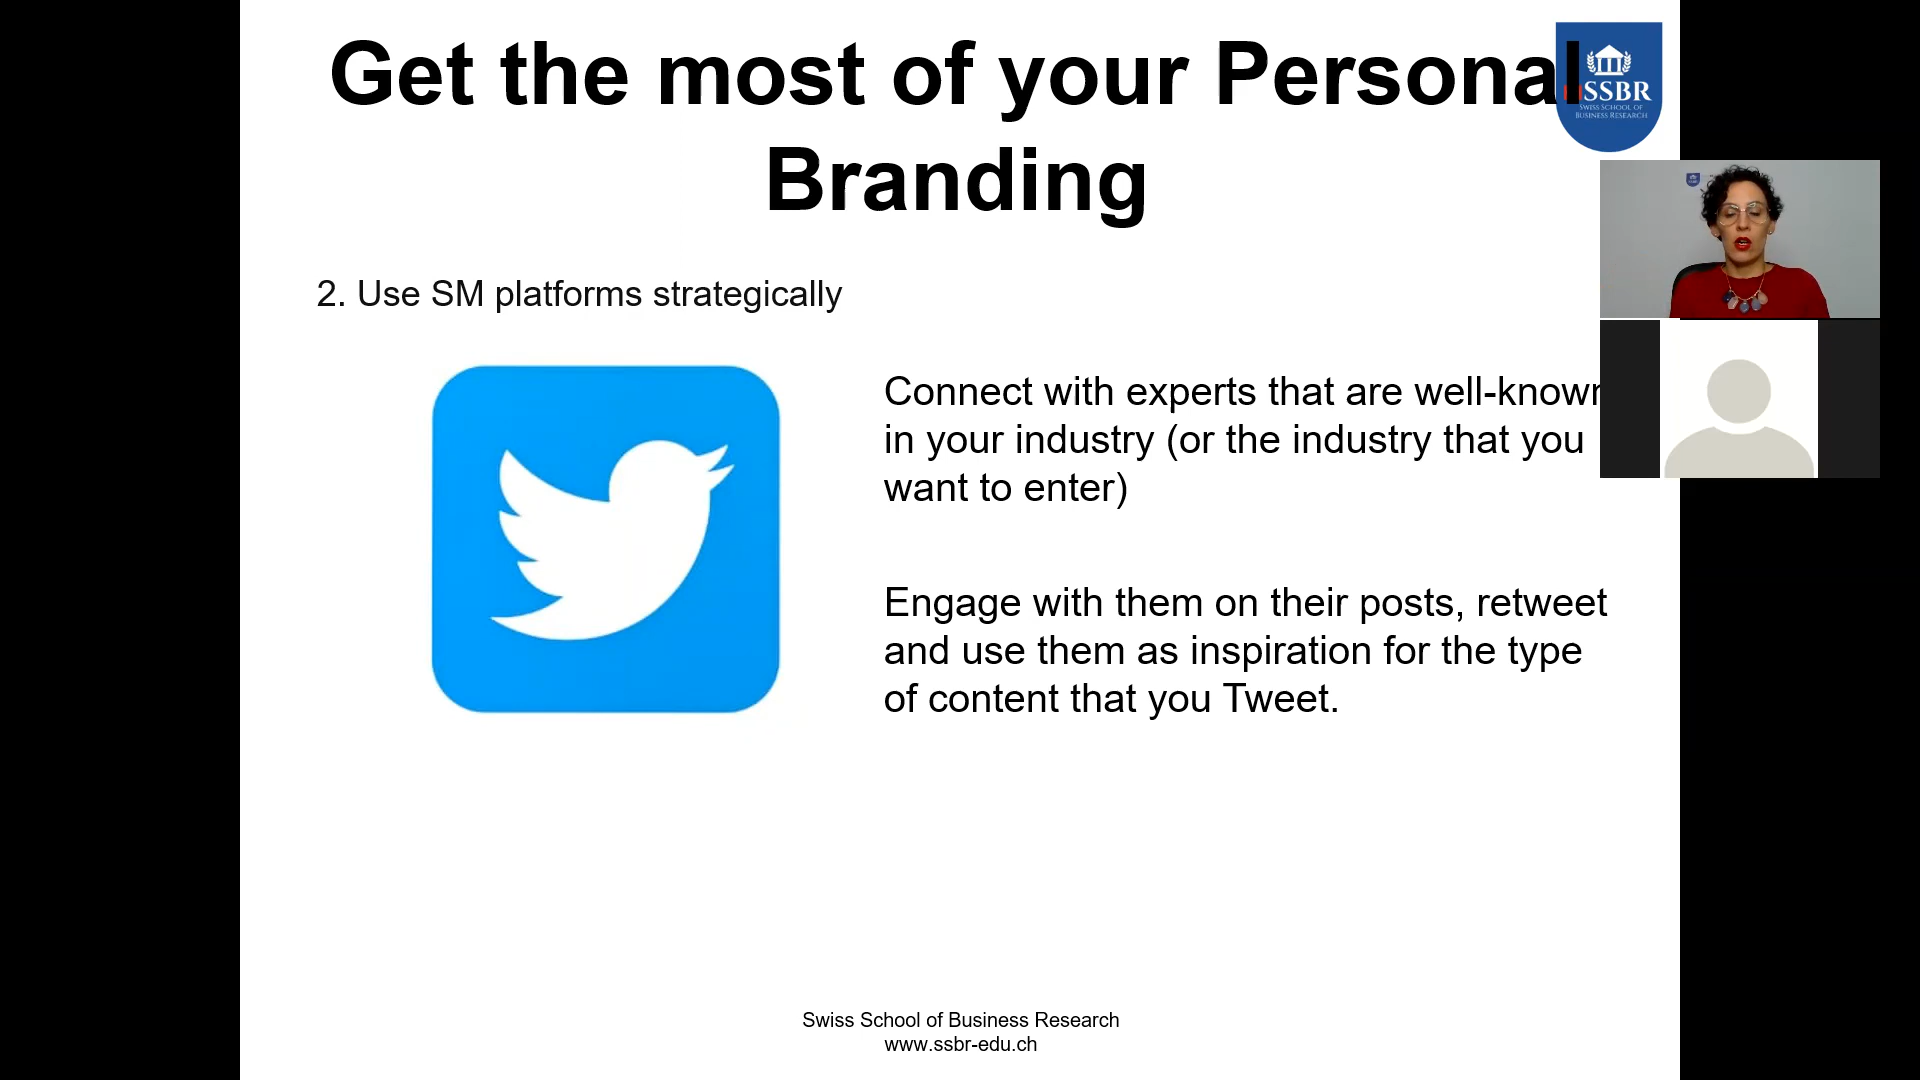 Get the most of your Personal
Branding
SSBR
SWISS SCHOOL OF
BUSINESS RESEARCH
2. Use SM platforms strategically
Connect with experts that are well-known
in your industry (or the industry that you
want to enter)
Engage with them on their posts, retweet
and use them as inspiration for the type
of content that you Tweet.
Swiss School of Business Research
www.ssbr-edu.ch